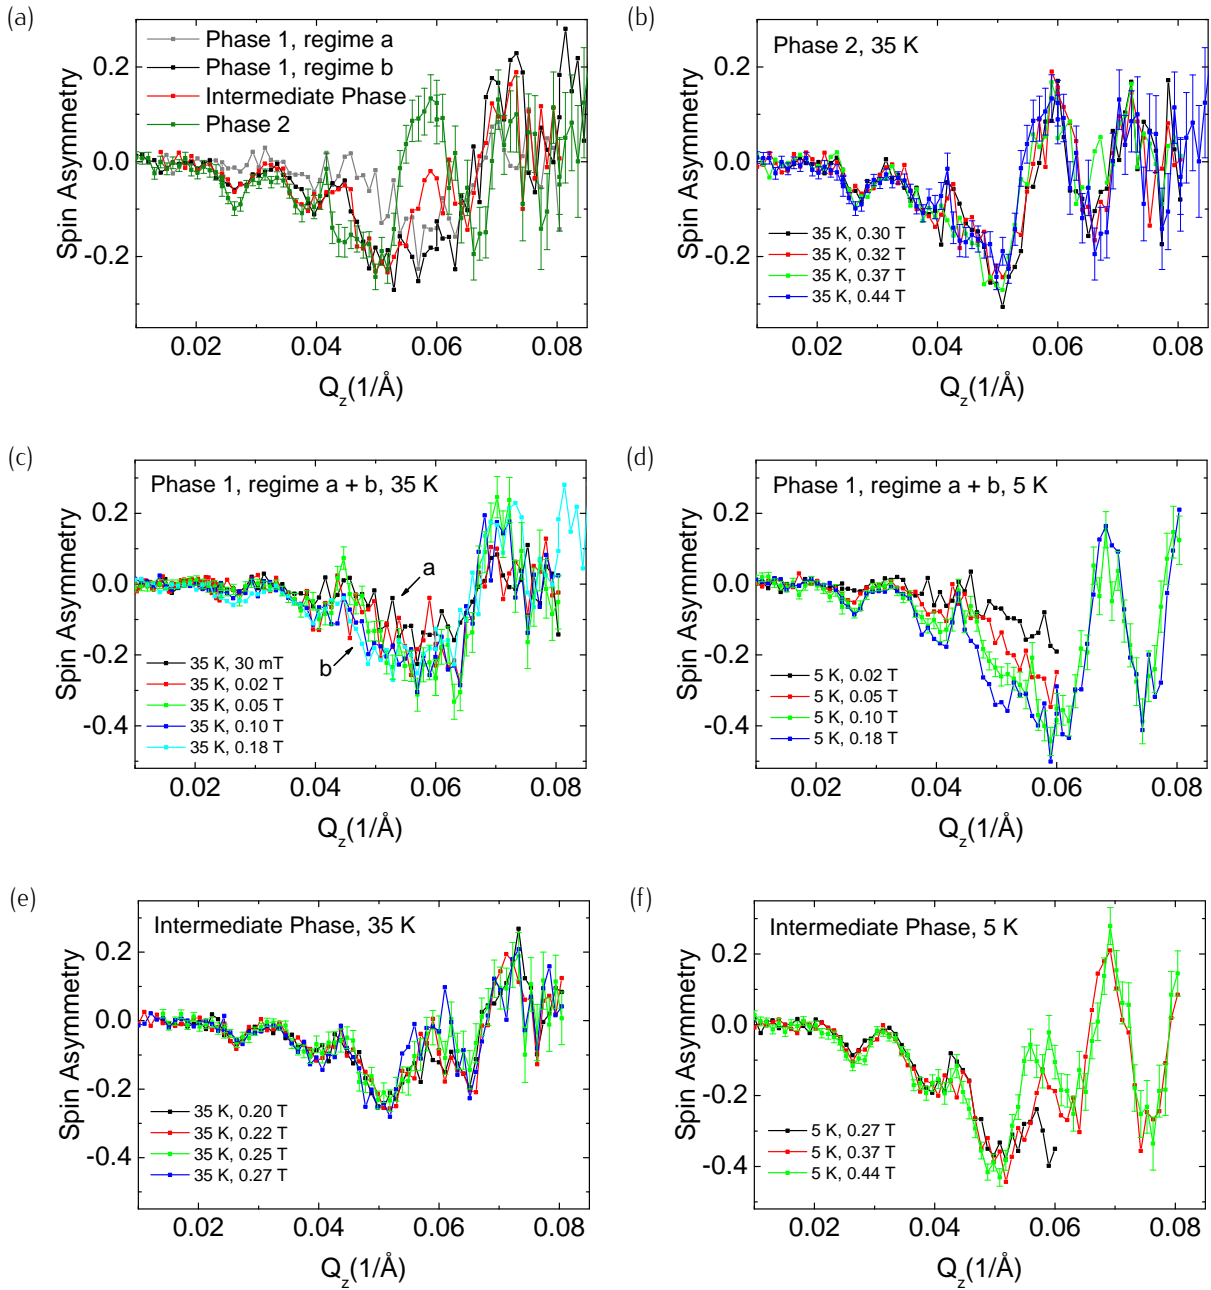 (a)
Spin Asymmetry
0.2
0.0
-0.2
Phase 1, regime a
Phase 1, regime b
Intermediate Phase
Phase 2
0.02 0.04 0.06 0.08
Q_z(1/Å)
(b)
Spin Asymmetry
0.2
0.0
-0.2
Phase 2, 35 K
35 K, 0.30 T
35 K, 0.32 T
35 K, 0.37 T
35 K, 0.44 T
0.02 0.04 0.06 0.08
Q_z(1/Å)
(c)
Spin Asymmetry
0.2
0.0
-0.2
-0.4
Phase 1, regime a + b, 35 K
a
b
35 K, 30 mT
35 K, 0.02 T
35 K, 0.05 T
35 K, 0.10 T
35 K, 0.18 T
0.02 0.04 0.06 0.08
Q_z(1/Å)
(d)
Spin Asymmetry
0.2
0.0
-0.2
-0.4
Phase 1, regime a + b, 5 K
5 K, 0.02 T
5 K, 0.05 T
5 K, 0.10 T
5 K, 0.18 T
0.02 0.04 0.06 0.08
Q_z(1/Å)
(e)
Spin Asymmetry
0.2
0.0
-0.2
-0.4
Intermediate Phase, 35 K
35 K, 0.20 T
35 K, 0.22 T
35 K, 0.25 T
35 K, 0.27 T
0.02 0.04 0.06 0.08
Q_z(1/Å)
(f)
Spin Asymmetry
0.2
0.0
-0.2
-0.4
Intermediate Phase, 5 K
5 K, 0.27 T
5 K, 0.37 T
5 K, 0.44 T
0.02 0.04 0.06 0.08
Q_z(1/Å)